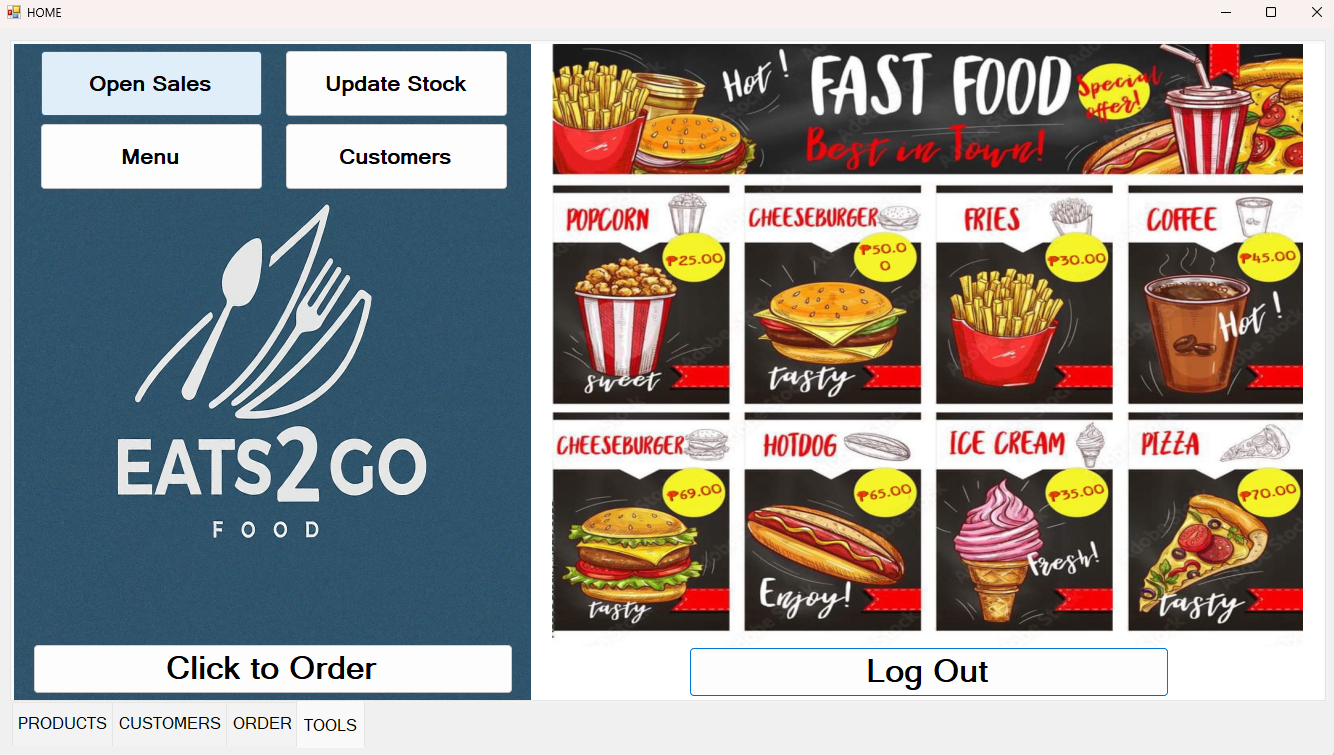 HOME
Open Sales
Update Stock
Menu
Customers
EATS2GO
FOOD
Click to Order
Hot !
FAST FOOD
Special offer!
Best in Town!
POPCORN
₱25.00
sweet
CHEESEBURGER
₱50.0
0
tasty
FRIES
₱30.00
COFFEE
₱45.00
Hot !
CHEESEBURGER
₱69.00
tasty
HOTDOG
₱65.00
Enjoy!
ICE CREAM
₱35.00
Fresh!
PIZZA
₱70.00
tasty
Log Out
PRODUCTS
CUSTOMERS
ORDER
TOOLS